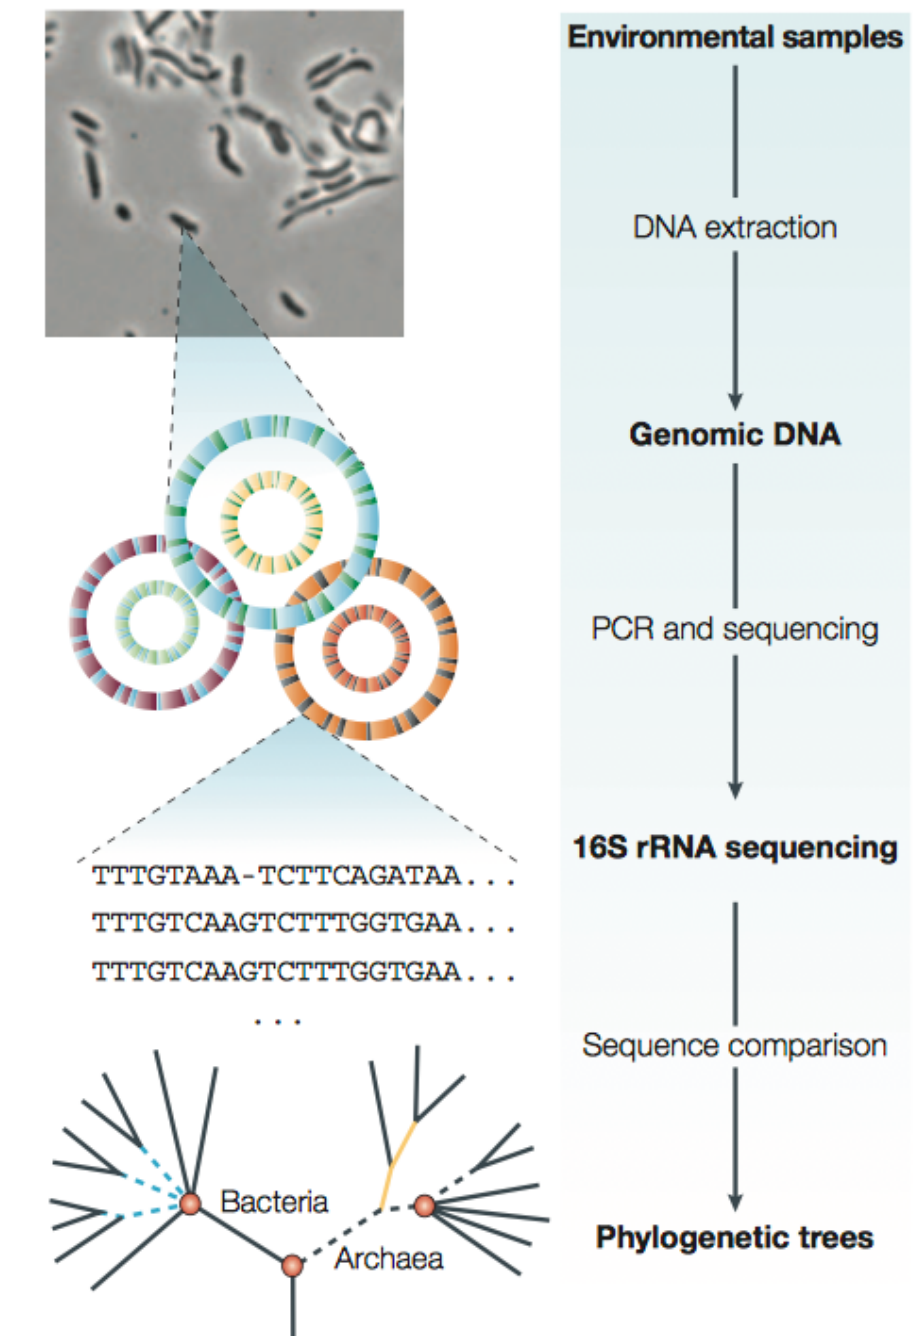 Environmental samples
DNA extraction
Genomic DNA
PCR and sequencing
16S rRNA sequencing
Sequence comparison
Phylogenetic trees
TTTGTAAA-TCTTCAGATAA...
TTTGTCAAGTCTTTGGTGAA...
TTTGTCAAGTCTTTGGTGAA...
...
Bacteria
Archaea